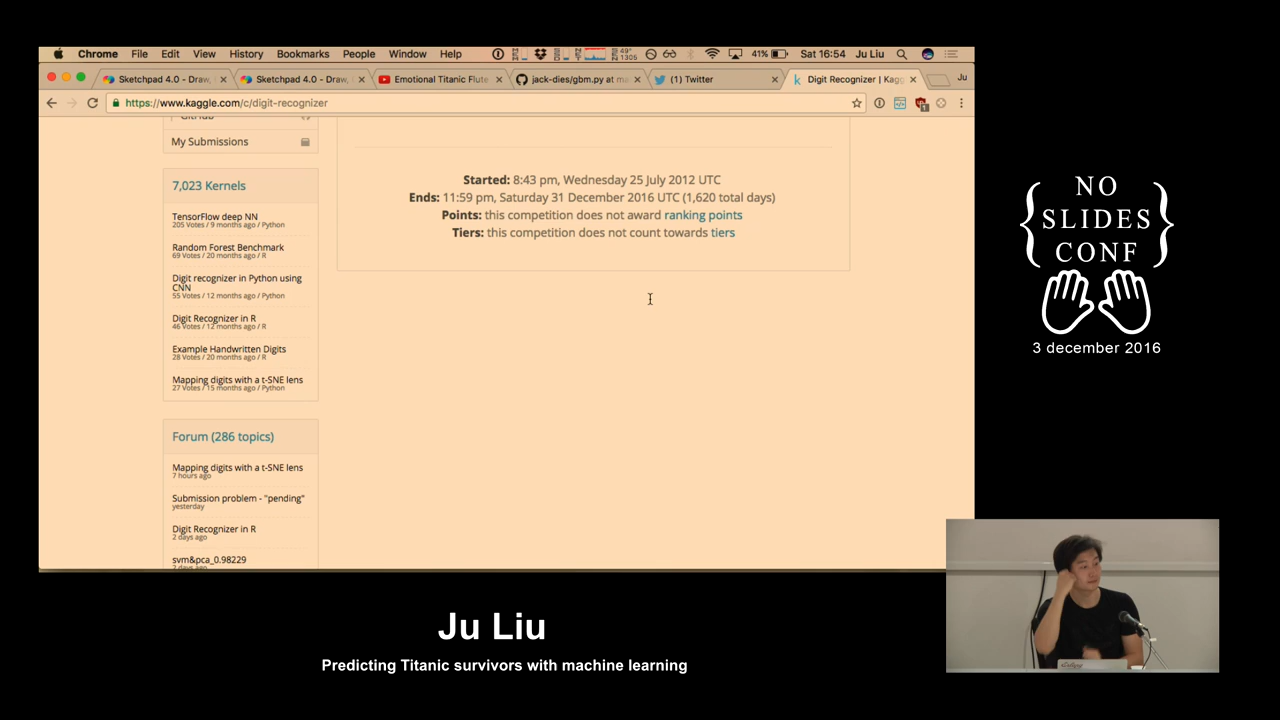 Chrome File Edit View History Bookmarks People Window Help 41% Sat 16:54 Ju Liu
Sketchpad 4.0 - Draw, Sketchpad 4.0 - Draw, Emotional Titanic Flute jack-dies/gbm.py at ma (1) Twitter Digit Recognizer | Kagg Ju
https://www.kaggle.com/c/digit-recognizer
GitHub
My Submissions
7,023 Kernels
TensorFlow deep NN
205 Votes / 9 months ago / Python
Random Forest Benchmark
69 Votes / 20 months ago / R
Digit recognizer in Python using
CNN
55 Votes / 12 months ago / Python
Digit Recognizer in R
46 Votes / 12 months ago / R
Example Handwritten Digits
28 Votes / 20 months ago / R
Mapping digits with a t-SNE lens
27 Votes / 15 months ago / Python
Forum (286 topics)
Mapping digits with a t-SNE lens
7 hours ago
Submission problem - "pending"
yesterday
Digit Recognizer in R
2 days ago
svm&pca_0.98229
2 days ago
Started: 8:43 pm, Wednesday 25 July 2012 UTC
Ends: 11:59 pm, Saturday 31 December 2016 UTC (1,620 total days)
Points: this competition does not award ranking points
Tiers: this competition does not count towards tiers
NO
SLIDES
CONF
3 december 2016
Ju Liu
Predicting Titanic survivors with machine learning